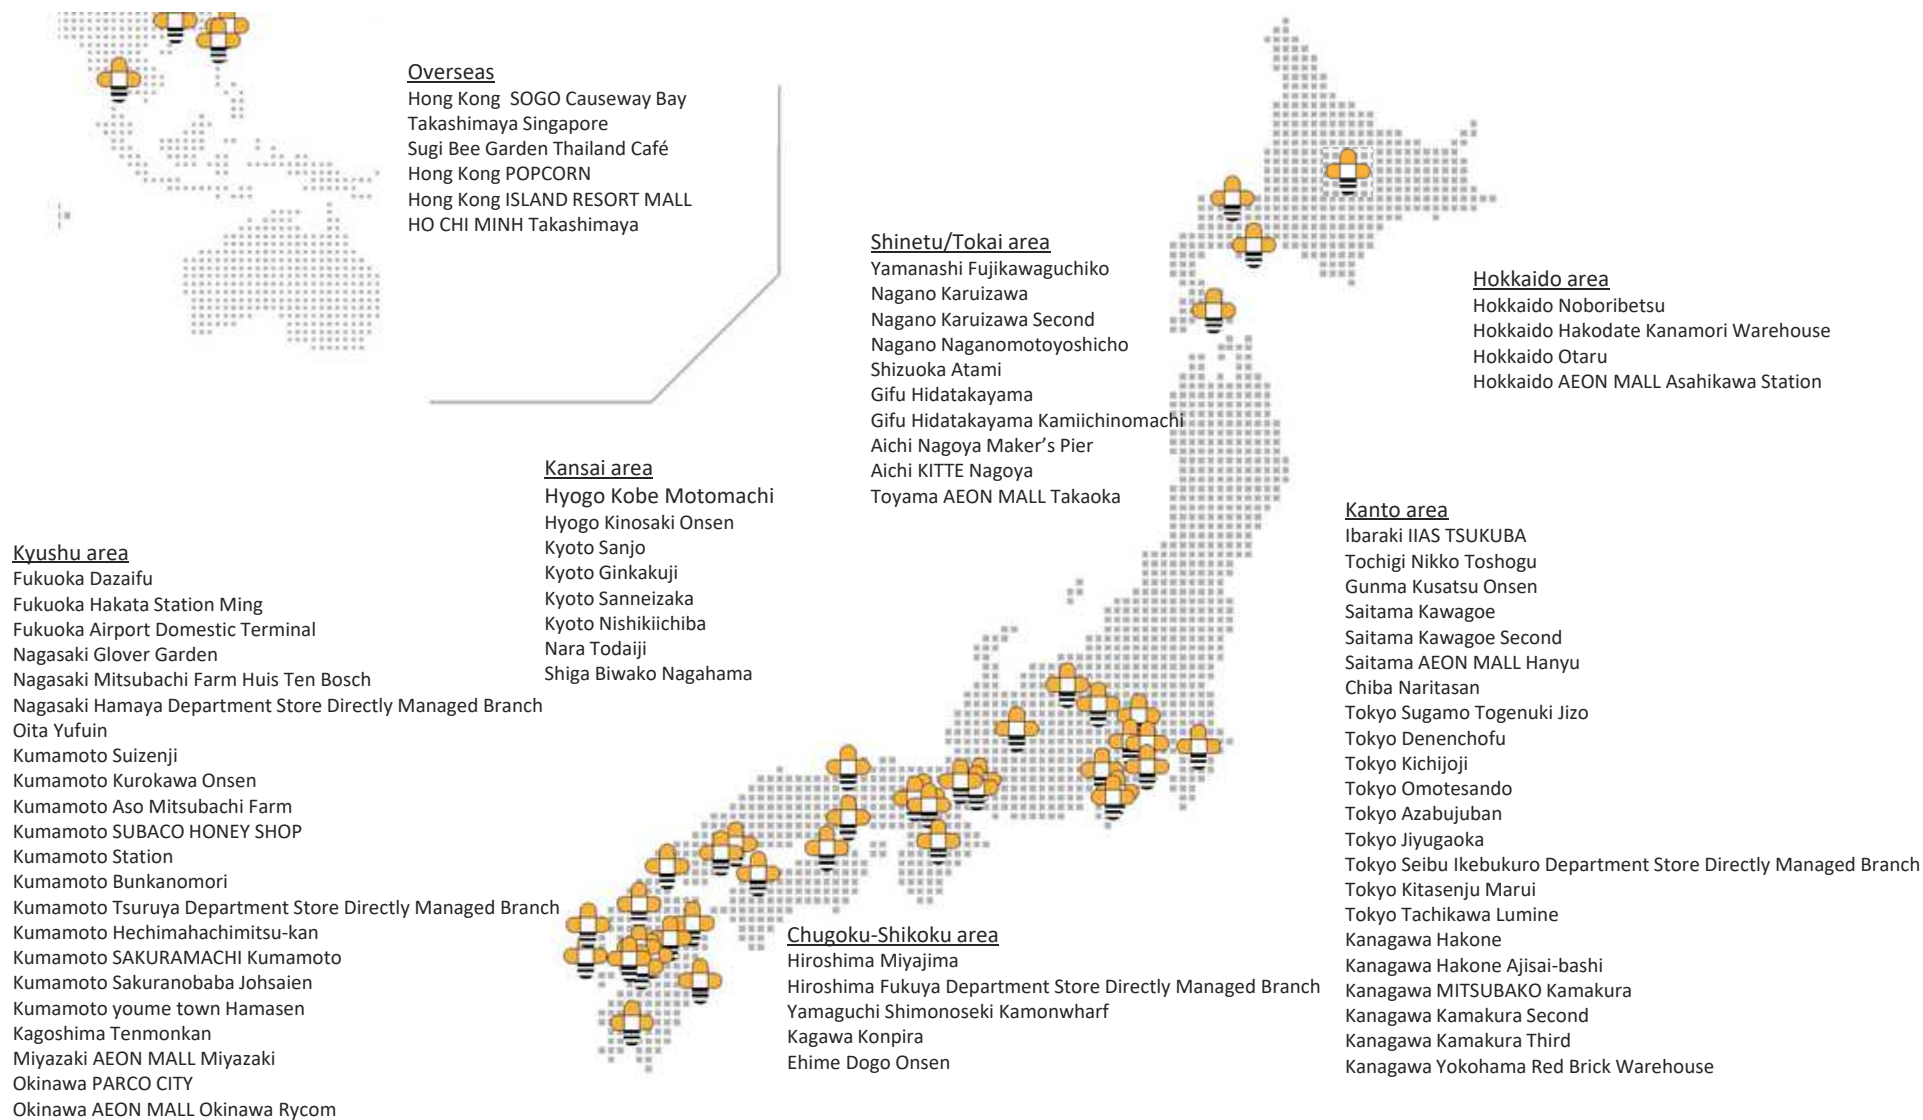 Overseas
Hong Kong  SOGO Causeway Bay
Takashimaya Singapore
Sugi Bee Garden Thailand Café
Hong Kong POPCORN
Hong Kong ISLAND RESORT MALL
HO CHI MINH Takashimaya
Shinetu/Tokai area
Yamanashi Fujikawaguchiko
Nagano Karuizawa
Nagano Karuizawa Second
Nagano Naganomotoyoshicho
Shizuoka Atami
Gifu Hidatakayama
Gifu Hidatakayama Kamiichinomachi
Aichi Nagoya Maker’s Pier
Aichi KITTE Nagoya
Toyama AEON MALL Takaoka
Hokkaido area
Hokkaido Noboribetsu
Hokkaido Hakodate Kanamori Warehouse
Hokkaido Otaru
Hokkaido AEON MALL Asahikawa Station
Kansai area
Hyogo Kobe Motomachi
Hyogo Kinosaki Onsen
Kyoto Sanjo
Kyoto Ginkakuji
Kyoto Sanneizaka
Kyoto Nishikiichiba
Nara Todaiji
Shiga Biwako Nagahama
Kyushu area
Fukuoka Dazaifu
Fukuoka Hakata Station Ming
Fukuoka Airport Domestic Terminal
Nagasaki Glover Garden
Nagasaki Mitsubachi Farm Huis Ten Bosch
Nagasaki Hamaya Department Store Directly Managed Branch
Oita Yufuin
Kumamoto Suizenji
Kumamoto Kurokawa Onsen
Kumamoto Aso Mitsubachi Farm
Kumamoto SUBACO HONEY SHOP
Kumamoto Station
Kumamoto Bunkanomori
Kumamoto Tsuruya Department Store Directly Managed Branch
Kumamoto Hechimahachimitsu-kan
Kumamoto SAKURAMACHI Kumamoto
Kumamoto Sakuranobaba Johsaien
Kumamoto youme town Hamasen
Kagoshima Tenmonkan
Miyazaki AEON MALL Miyazaki
Okinawa PARCO CITY
Okinawa AEON MALL Okinawa Rycom
Chugoku-Shikoku area
Hiroshima Miyajima
Hiroshima Fukuya Department Store Directly Managed Branch
Yamaguchi Shimonoseki Kamonwharf
Kagawa Konpira
Ehime Dogo Onsen
Kanto area
Ibaraki IIAS TSUKUBA
Tochigi Nikko Toshogu
Gunma Kusatsu Onsen
Saitama Kawagoe
Saitama Kawagoe Second
Saitama AEON MALL Hanyu
Chiba Naritasan
Tokyo Sugamo Togenuki Jizo
Tokyo Denenchofu
Tokyo Kichijoji
Tokyo Omotesando
Tokyo Azabujuban
Tokyo Jiyugaoka
Tokyo Seibu Ikebukuro Department Store Directly Managed Branch
Tokyo Kitasenju Marui
Tokyo Tachikawa Lumine
Kanagawa Hakone
Kanagawa Hakone Ajisai-bashi
Kanagawa MITSUBAKO Kamakura
Kanagawa Kamakura Second
Kanagawa Kamakura Third
Kanagawa Yokohama Red Brick Warehouse